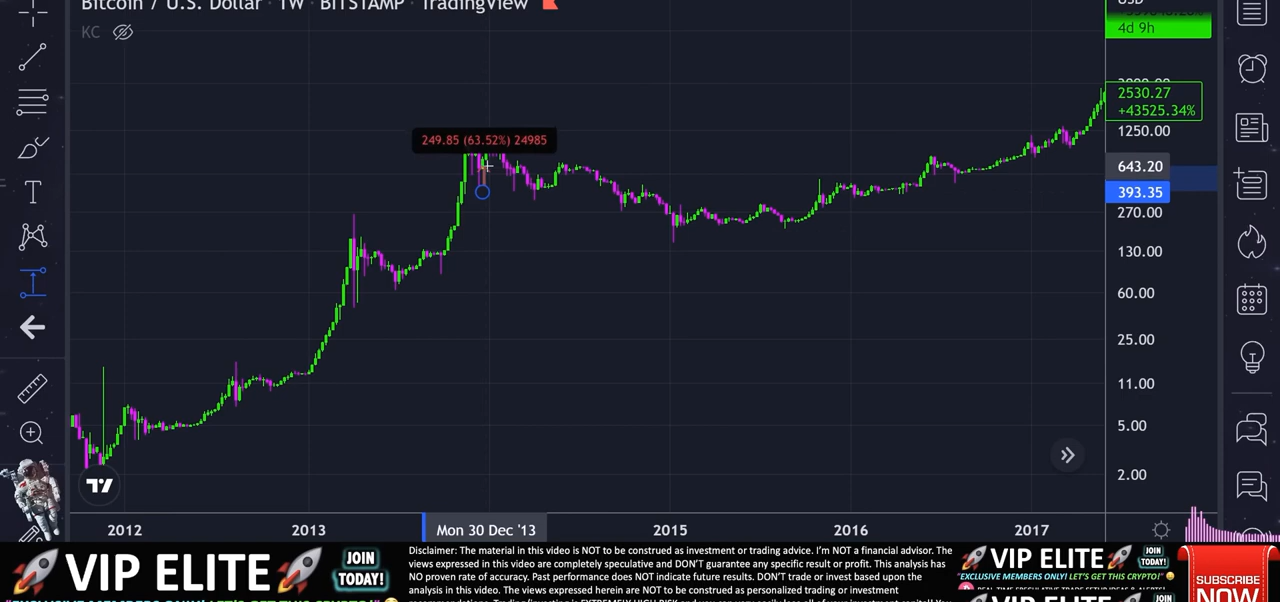 Bitcoin / U.S. Dollar · 1W · BITSTAMP · TradingView
KC
USD
4d 9h
2530.27
+43525.34%
1250.00
249.85 (63.52%) 24985
643.20
393.35
270.00
130.00
60.00
25.00
11.00
5.00
2.00
2012
2013
Mon 30 Dec '13
2015
2016
2017
VIP ELITE
JOIN
TODAY!
Disclaimer: The material in this video is NOT to be construed as investment or trading advice. I'm NOT a financial advisor. The
views expressed in this video are completely speculative and DON'T guarantee any specific result or profit. This analysis has
NO proven rate of accuracy. Past performance does NOT indicate future results. DON'T trade or invest based upon the
analysis in this video. The views expressed herein are NOT to be construed as personalized trading or investment
VIP ELITE
JOIN
TODAY!
"EXCLUSIVE MEMBERS ONLY! LET'S GET THIS CRYPTO!"
VIP ELITE
JOIN
SUBSCRIBE
NOW